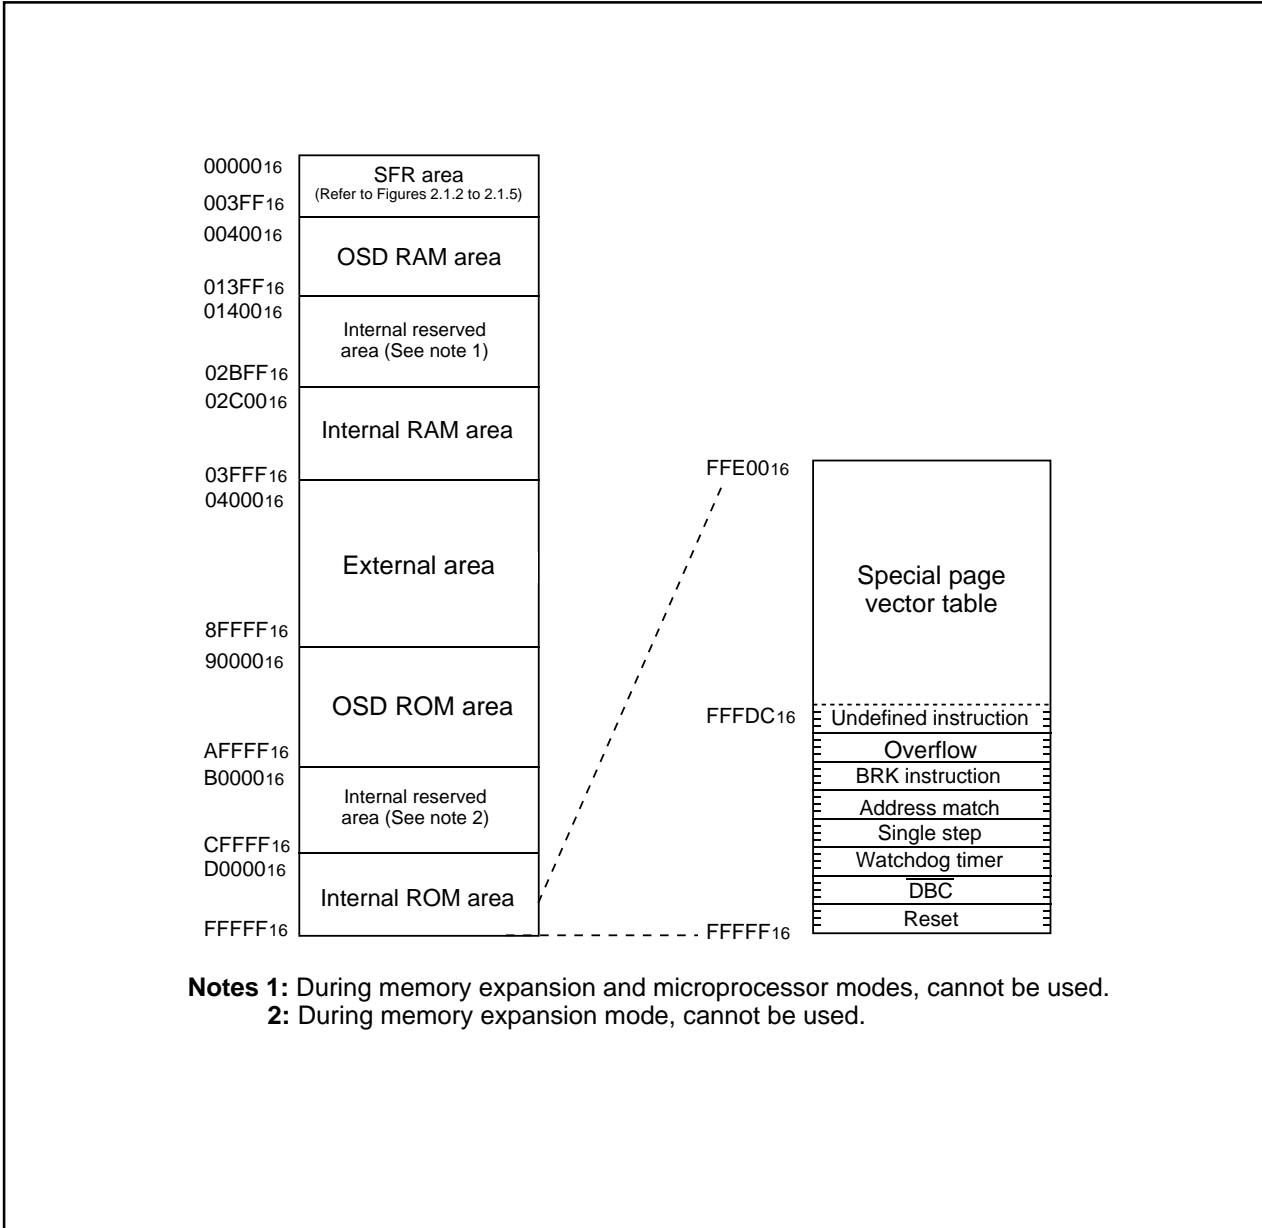 0000016
SFR area
(Refer to Figures 2.1.2 to 2.1.5)
003FF16
0040016
OSD RAM area
013FF16
0140016
Internal reserved
area (See note 1)
02BFF16
02C0016
Internal RAM area
03FFF16
0400016
External area
8FFFF16
9000016
OSD ROM area
AFFFF16
B000016
Internal reserved
area (See note 2)
CFFFF16
D000016
Internal ROM area
FFFFF16
FFE0016
Special page
vector table
FFFDC16
Undefined instruction
Overflow
BRK instruction
Address match
Single step
Watchdog timer
DBC
Reset
FFFFF16
Notes 1: During memory expansion and microprocessor modes, cannot be used.
2: During memory expansion mode, cannot be used.